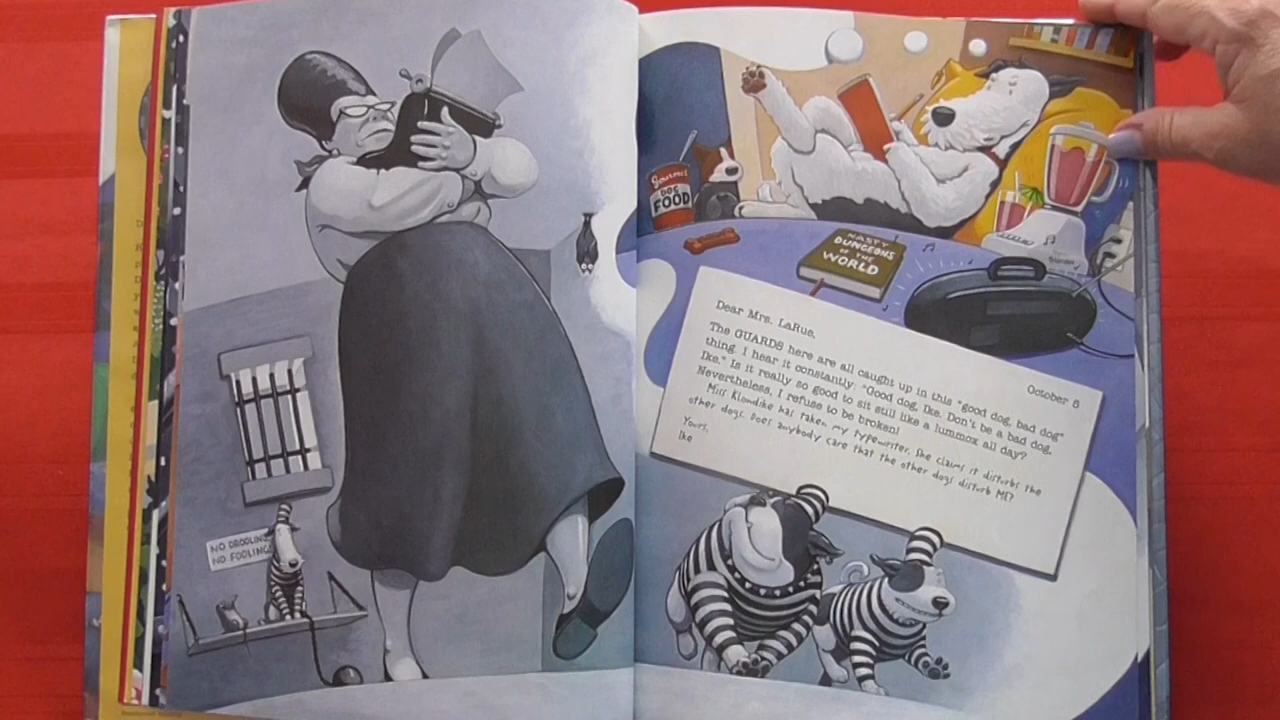 NO DROOLING
NO FOOLING
Gourmet
DOG
FOOD
NASTY
DUNGEONS
OF THE
WORLD
October 8
Dear Mrs. LaRue,
The GUARDS here are all caught up in this "good dog, bad dog"
thing. I hear it constantly: "Good dog, Ike. Don't be a bad dog,
Ike." Is it really so good to sit still like a lummox all day?
Nevertheless, I refuse to be broken!
Miss Klondike has taken my typewriter. She claims it disturbs the
other dogs. Does anybody care that the other dogs disturb ME?
Yours,
Ike